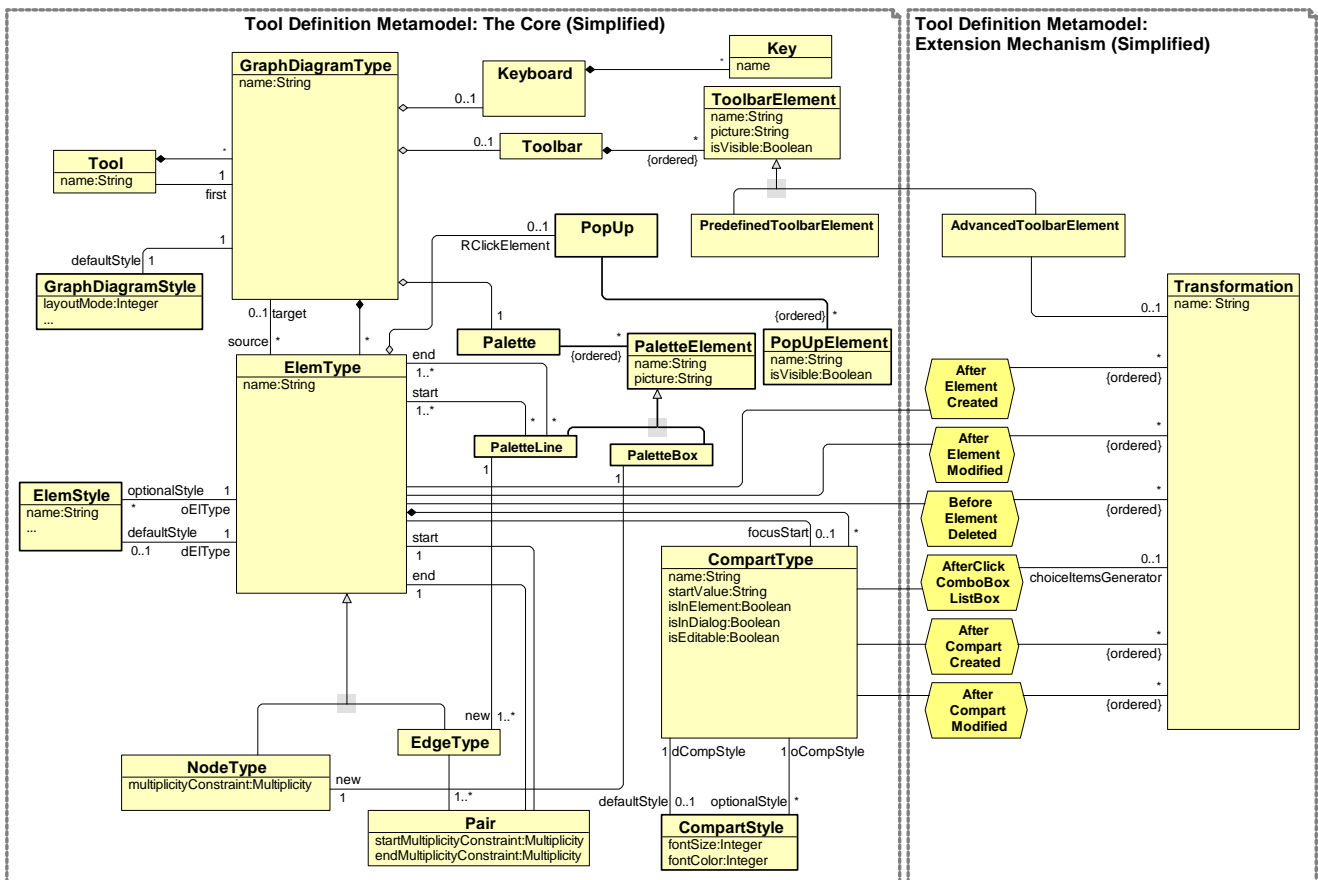 Tool Definition Metamodel: The Core (Simplified)
Tool Definition Metamodel:
Extension Mechanism (Simplified)
GraphDiagramType
name:String
Keyboard
0..1
*
Key
name
ToolbarElement
name:String
picture:String
isVisible:Boolean
Toolbar
0..1
*
{ordered}
Tool
name:String
*
1
first
PredefinedToolbarElement
AdvancedToolbarElement
0..1
PopUp
0..1
RClickElement
1
defaultStyle
1
GraphDiagramStyle
layoutMode:Integer
...
Transformation
name: String
0..1
target
source
*
*
1
Palette
*
{ordered}
PaletteElement
name:String
picture:String
{ordered}
*
PopUpElement
name:String
isVisible:Boolean
ElemType
name:String
end
1..*
start
1..*
*
*
PaletteLine
1
PaletteBox
1
After
Element
Created
*
{ordered}
After
Element
Modified
*
{ordered}
Before
Element
Deleted
*
{ordered}
ElemStyle
name:String
...
optionalStyle
1
*
oElType
defaultStyle
1
0..1
dElType
start
1
end
1
focusStart
0..1
*
CompartType
name:String
startValue:String
isInElement:Boolean
isInDialog:Boolean
isEditable:Boolean
AfterClick
ComboBox
ListBox
0..1
choiceItemsGenerator
After
Compart
Created
*
{ordered}
After
Compart
Modified
*
{ordered}
new
1..*
EdgeType
NodeType
multiplicityConstraint:Multiplicity
new
1
1..*
Pair
startMultiplicityConstraint:Multiplicity
endMultiplicityConstraint:Multiplicity
1
dCompStyle
1
oCompStyle
defaultStyle
0..1
optionalStyle
*
CompartStyle
fontSize:Integer
fontColor:Integer